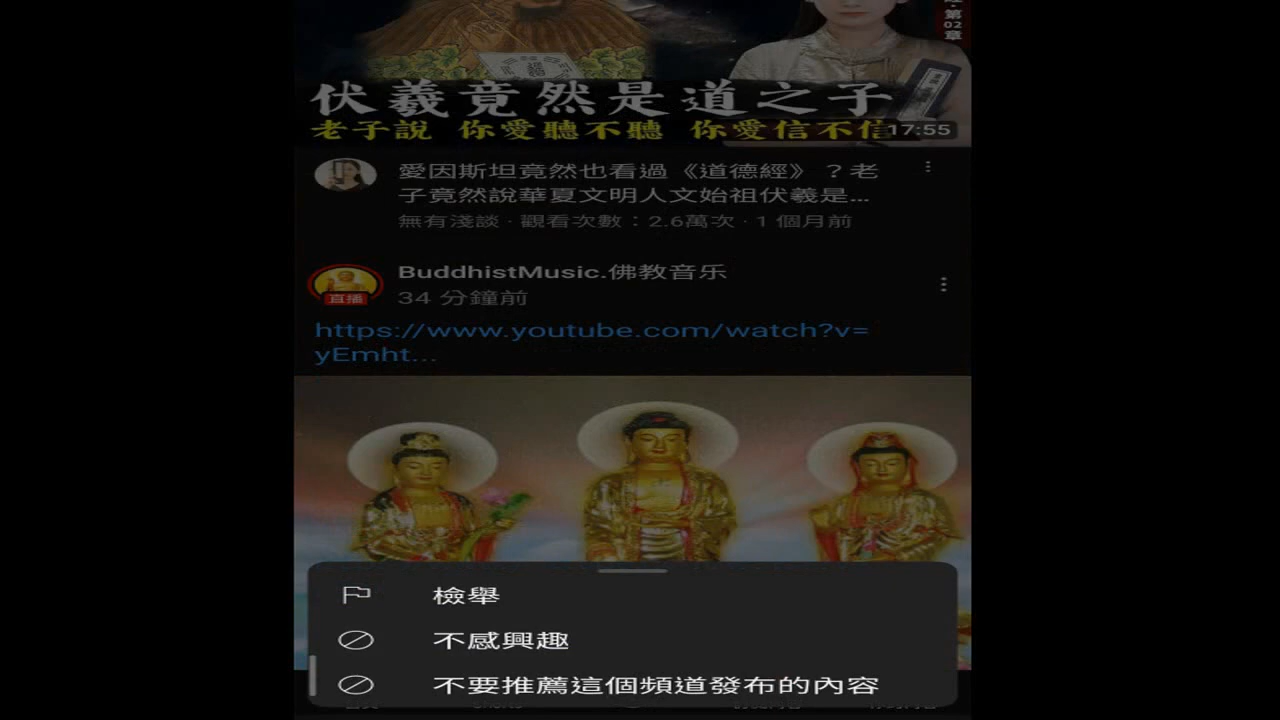 第
02
章
伏羲竟然是道之子
老子說 你愛聽不聽 你愛信不信
17:55
愛因斯坦竟然也看過《道德經》？老
子竟然說華夏文明人文始祖伏羲是...
無有淺談 · 觀看次數：2.6萬次 · 1 個月前
BuddhistMusic.佛教音乐
34 分鐘前
直播
https://www.youtube.com/watch?v=
yEmht...
檢舉
不感興趣
不要推薦這個頻道發布的內容